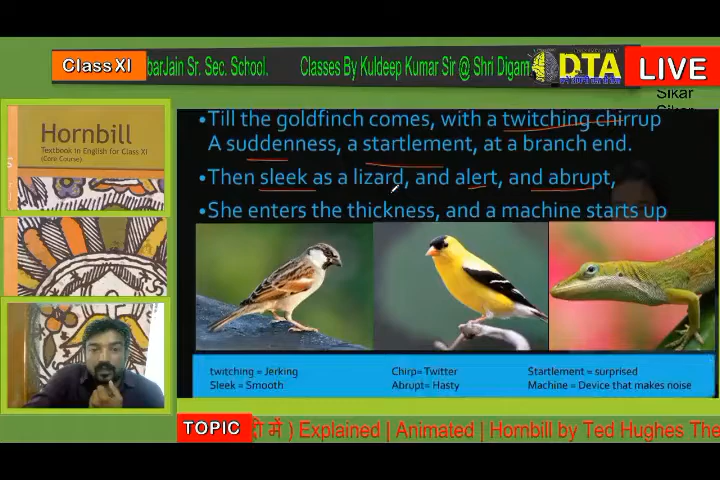 Class XI
barJain Sr. Sec. School. Classes By Kuldeep Kumar Sir @ Shri Digam
DTA
LIVE
Sikar
Sikar
Hornbill
Textbook in English for Class XI
(Core Course)
• Till the goldfinch comes, with a twitching chirrup
A suddenness, a startlement, at a branch end.
• Then sleek as a lizard, and alert, and abrupt,
• She enters the thickness, and a machine starts up
twitching = Jerking Chirp= Twitter Startlement = surprised
Sleek = Smooth Abrupt= Hasty Machine = Device that makes noise
TOPIC
में ) Explained | Animated | Hornbill by Ted Hughes The